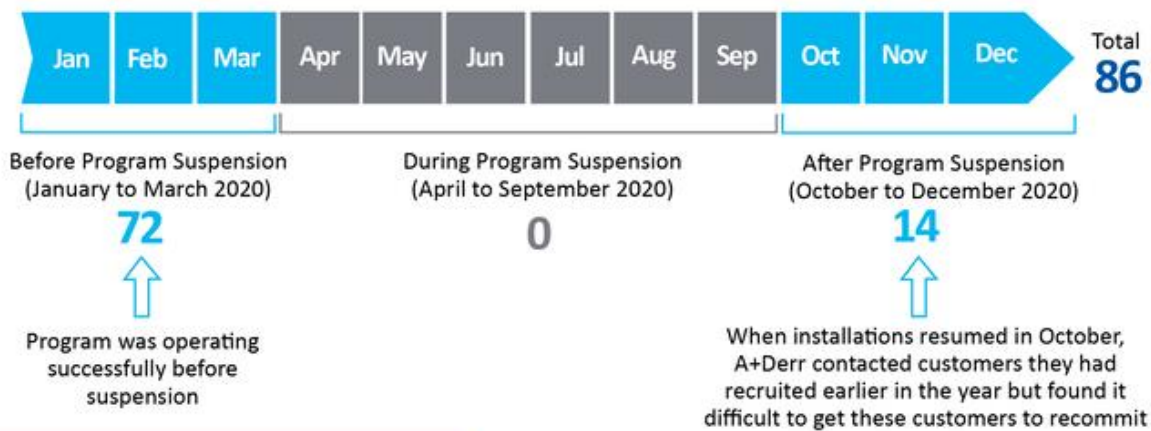 Jan Feb Mar Apr May Jun Jul Aug Sep Oct Nov Dec
Total
86
Before Program Suspension
(January to March 2020)
72
Program was operating
successfully before
suspension
During Program Suspension
(April to September 2020)
0
After Program Suspension
(October to December 2020)
14
When installations resumed in October,
A+Derr contacted customers they had
recruited earlier in the year but found it
difficult to get these customers to recommit